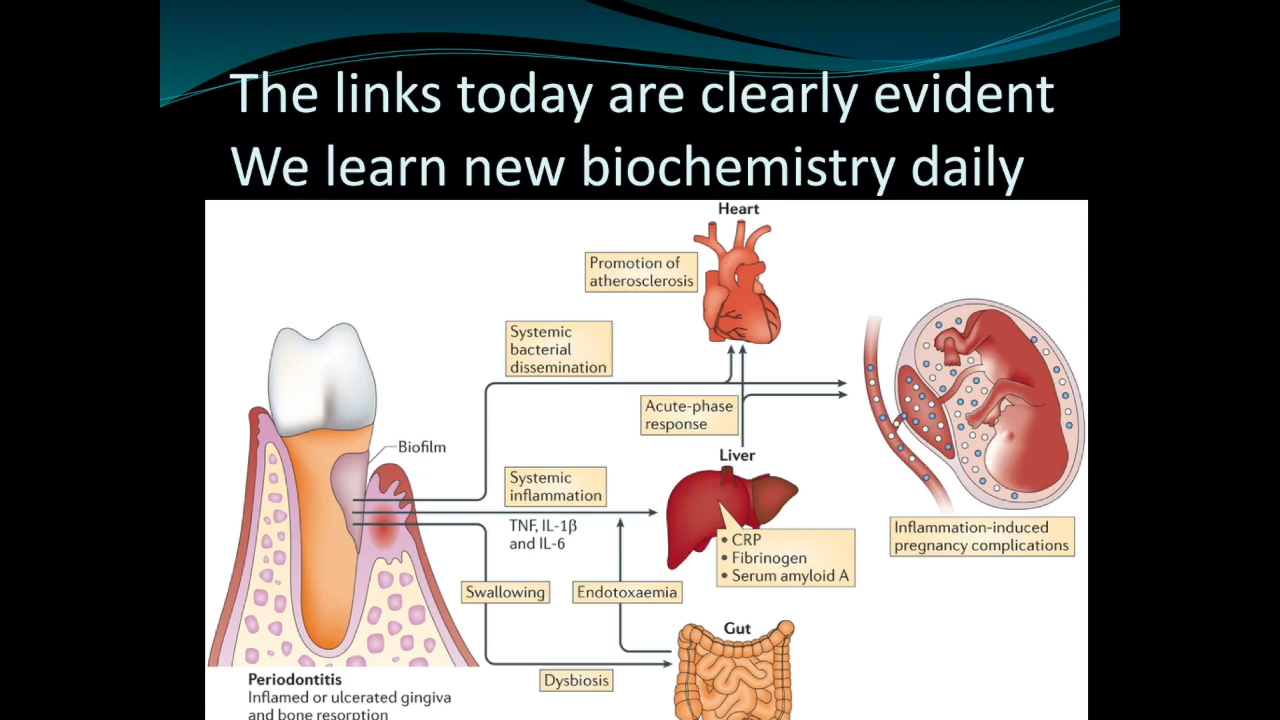 The links today are clearly evident
We learn new biochemistry daily
Heart
Promotion of
atherosclerosis
Systemic
bacterial
dissemination
Acute-phase
response
Biofilm
Liver
Systemic
inflammation
TNF, IL-1β
and IL-6
• CRP
• Fibrinogen
• Serum amyloid A
Inflammation-induced
pregnancy complications
Swallowing
Endotoxaemia
Gut
Dysbiosis
Periodontitis
Inflamed or ulcerated gingiva
and bone resorption